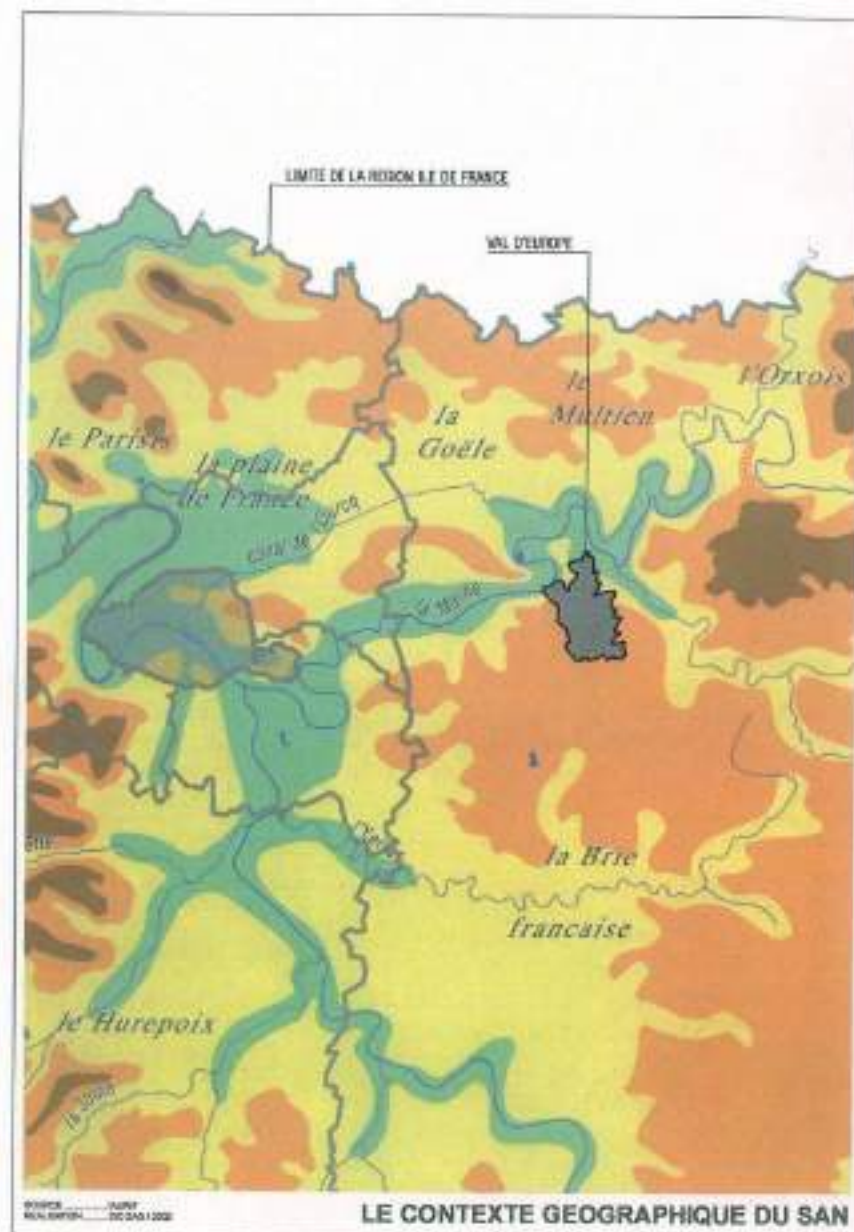 LIMITE DE LA REGION ILE DE FRANCE
VAL D'EUROPE
l'Orxois
le
Multien
la
Goële
le Parisis
la plaine
de France
canal de l'Ourcq
la Marne
la Brie
francaise
le Hurepoix
LE CONTEXTE GEOGRAPHIQUE DU SAN